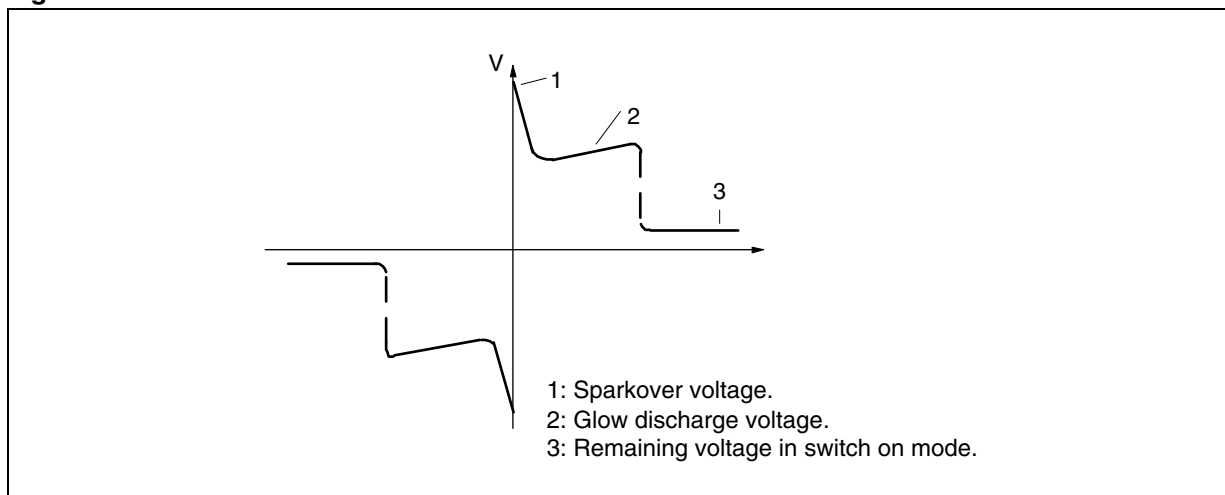 V
1
2
3
1: Sparkover voltage.
2: Glow discharge voltage.
3: Remaining voltage in switch on mode.